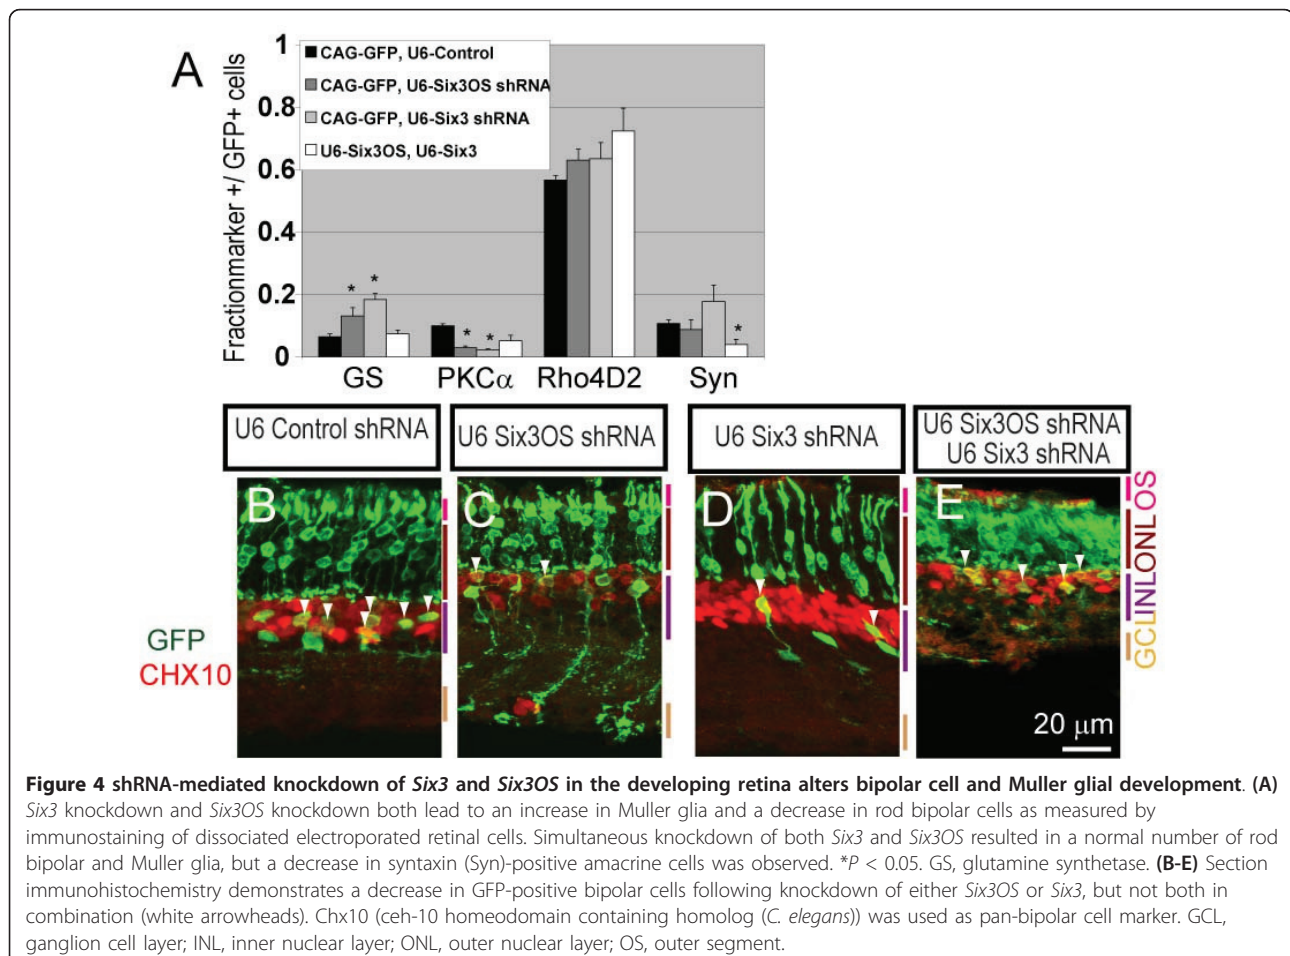 A
Fractionmarker +/ GFP+ cells
1
0.8
0.6
0.4
0.2
0
CAG-GFP, U6-Control
CAG-GFP, U6-Six3OS shRNA
CAG-GFP, U6-Six3 shRNA
U6-Six3OS, U6-Six3
* * * * *
GS PKCα Rho4D2 Syn
U6 Control shRNA
U6 Six3OS shRNA
U6 Six3 shRNA
U6 Six3OS shRNA
U6 Six3 shRNA
B
C
D
E
GFP
CHX10
GCL INL ONL OS
20 μm
Figure 4 shRNA-mediated knockdown of Six3 and Six3OS in the developing retina alters bipolar cell and Muller glial development. (A)
Six3 knockdown and Six3OS knockdown both lead to an increase in Muller glia and a decrease in rod bipolar cells as measured by
immunostaining of dissociated electroporated retinal cells. Simultaneous knockdown of both Six3 and Six3OS resulted in a normal number of rod
bipolar and Muller glia, but a decrease in syntaxin (Syn)-positive amacrine cells was observed. *P < 0.05. GS, glutamine synthetase. (B-E) Section
immunohistochemistry demonstrates a decrease in GFP-positive bipolar cells following knockdown of either Six3OS or Six3, but not both in
combination (white arrowheads). Chx10 (ceh-10 homeodomain containing homolog (C. elegans)) was used as pan-bipolar cell marker. GCL,
ganglion cell layer; INL, inner nuclear layer; ONL, outer nuclear layer; OS, outer segment.